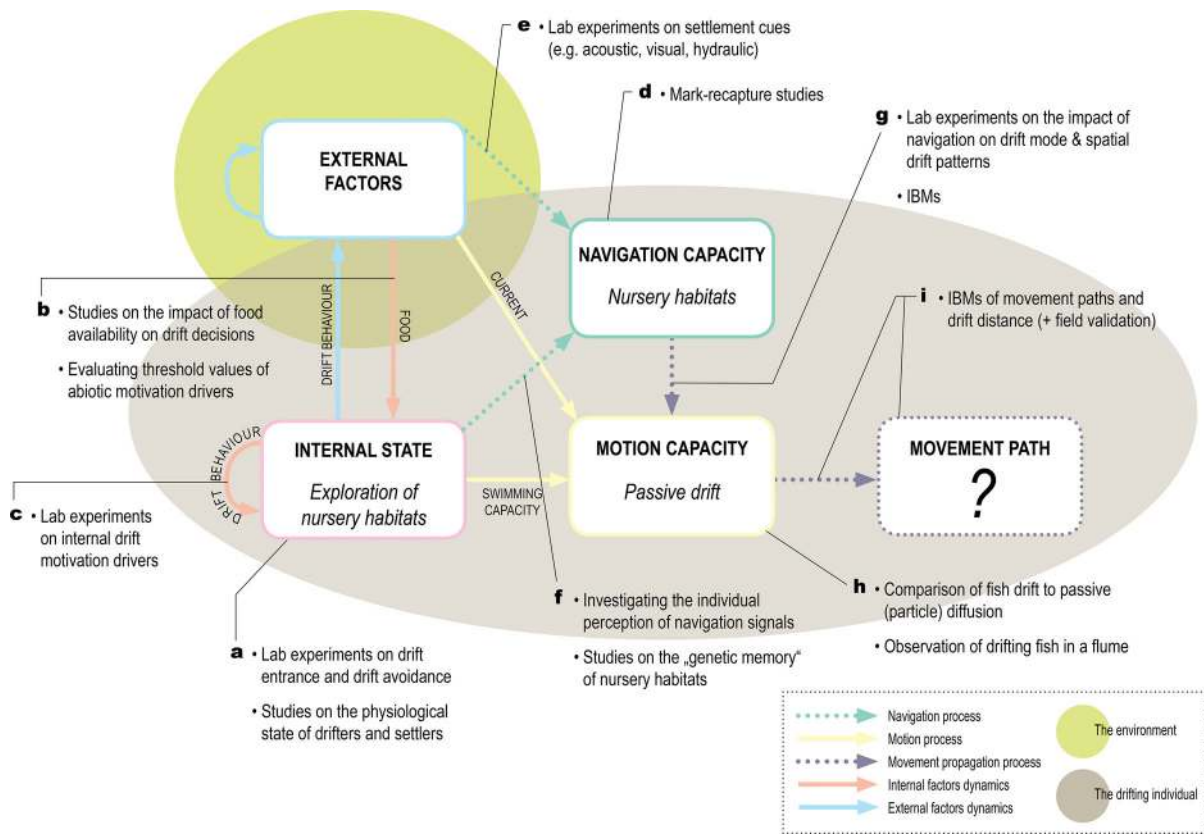 e • Lab experiments on settlement cues
(e.g. acoustic, visual, hydraulic)
d • Mark-recapture studies
g • Lab experiments on the impact of
navigation on drift mode & spatial
drift patterns
• IBMs
EXTERNAL
FACTORS
NAVIGATION CAPACITY
Nursery habitats
CURRENT
DRIFT BEHAVIOUR
FOOD
b • Studies on the impact of food
availability on drift decisions
• Evaluating threshold values of
abiotic motivation drivers
i • IBMs of movement paths and
drift distance (+ field validation)
DRIFT BEHAVIOUR
INTERNAL STATE
Exploration of
nursery habitats
SWIMMING
CAPACITY
MOTION CAPACITY
Passive drift
MOVEMENT PATH
?
c • Lab experiments
on internal drift
motivation drivers
a • Lab experiments on drift
entrance and drift avoidance
• Studies on the physiological
state of drifters and settlers
f • Investigating the individual
perception of navigation signals
• Studies on the „genetic memory“
of nursery habitats
h • Comparison of fish drift to passive
(particle) diffusion
• Observation of drifting fish in a flume
Navigation process
Motion process
Movement propagation process
Internal factors dynamics
External factors dynamics
The environment
The drifting individual